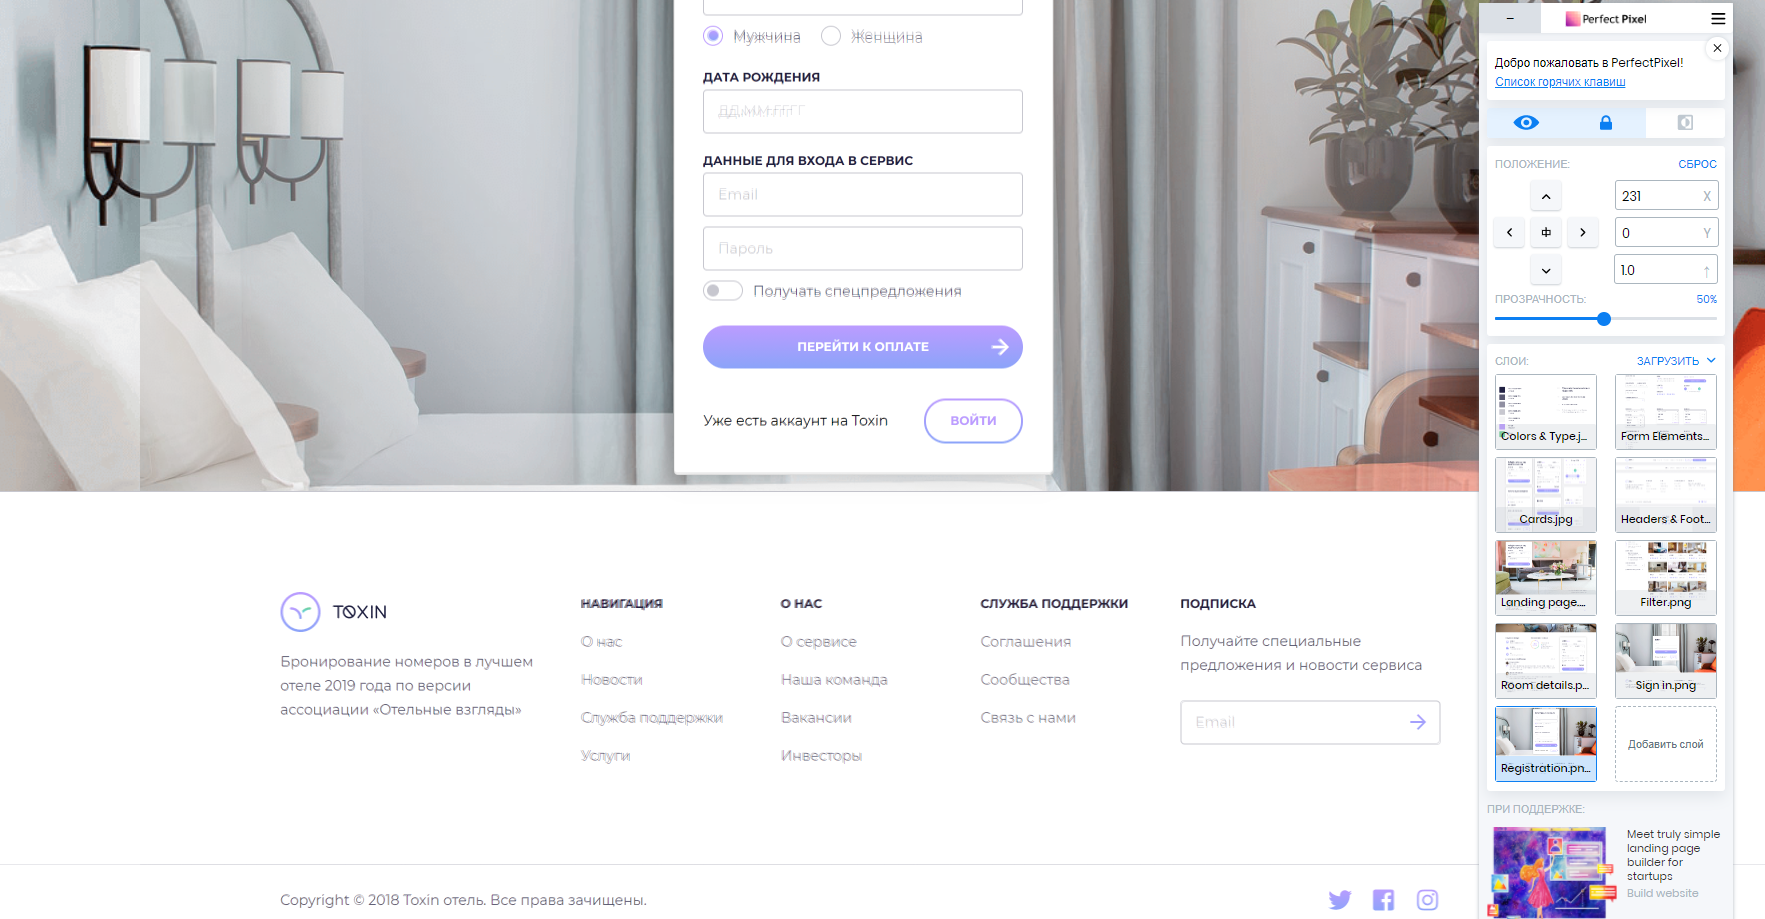 Мужчина Женщина
ДАТА РОЖДЕНИЯ
ДАННЫЕ ДЛЯ ВХОДА В СЕРВИС
Email
Пароль
Получать спецпредложения
ПЕРЕЙТИ К ОПЛАТЕ
Уже есть аккаунт на Toxin
ВОЙТИ
TOXIN
Бронирование номеров в лучшем
отеле 2019 года по версии
ассоциации «Отельные взгляды»
НАВИГАЦИЯ
О нас
Новости
Служба поддержки
Услуги
О НАС
О сервисе
Наша команда
Вакансии
Инвесторы
СЛУЖБА ПОДДЕРЖКИ
Соглашения
Сообщества
Связь с нами
ПОДПИСКА
Получайте специальные
предложения и новости сервиса
Email
Copyright © 2018 Toxin отель. Все права зачищены.
Perfect Pixel
Добро пожаловать в PerfectPixel!
Список горячих клавиш
ПОЛОЖЕНИЕ:
СБРОС
231 X
0 Y
1.0
ПРОЗРАЧНОСТЬ:
50%
СЛОИ:
ЗАГРУЗИТЬ
Colors & Type.j...
Form Elements...
Cards.jpg
Headers & Foot...
Landing page....
Filter.png
Room details.p...
Sign in.png
Registration.pn...
Добавить слой
ПРИ ПОДДЕРЖКЕ:
Meet truly simple
landing page
builder for
startups
Build website